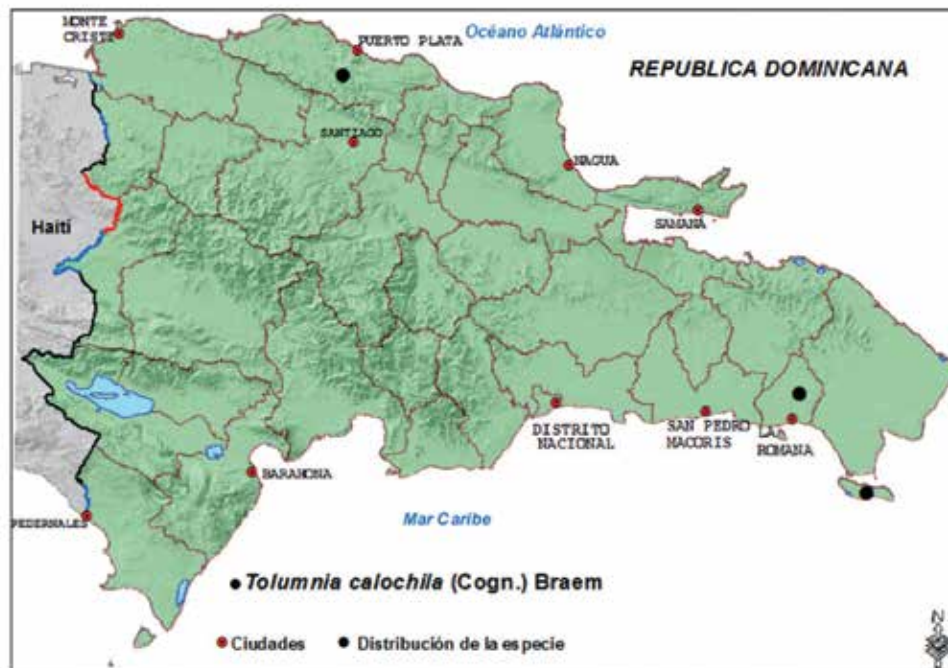 MONTE
CRISTE
PUERTO PLATA
Océano Atlántico
REPUBLICA DOMINICANA
SANTIAGO
NAGUA
SAMANA
Haití
DISTRITO
NACIONAL
SAN PEDRO
MACORIS
LA
ROMANA
BARAHONA
PEDERNALES
Mar Caribe
Tolumnia calochila (Cogn.) Braem
Ciudades
Distribución de la especie